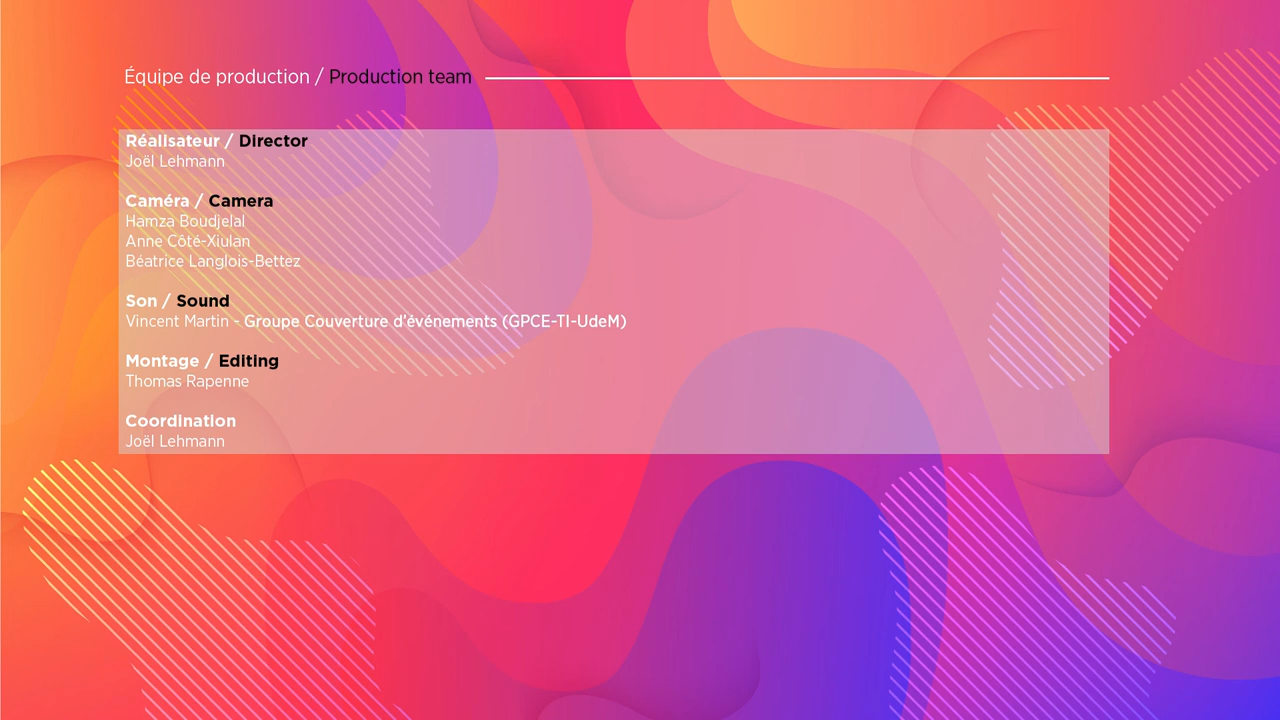 Équipe de production / Production team
Réalisateur / Director
Joël Lehmann
Caméra / Camera
Hamza Boudjelal
Anne Côté-Xiulan
Béatrice Langlois-Bettez
Son / Sound
Vincent Martin - Groupe Couverture d’événements (GPCE-TI-UdeM)
Montage / Editing
Thomas Rapenne
Coordination
Joël Lehmann